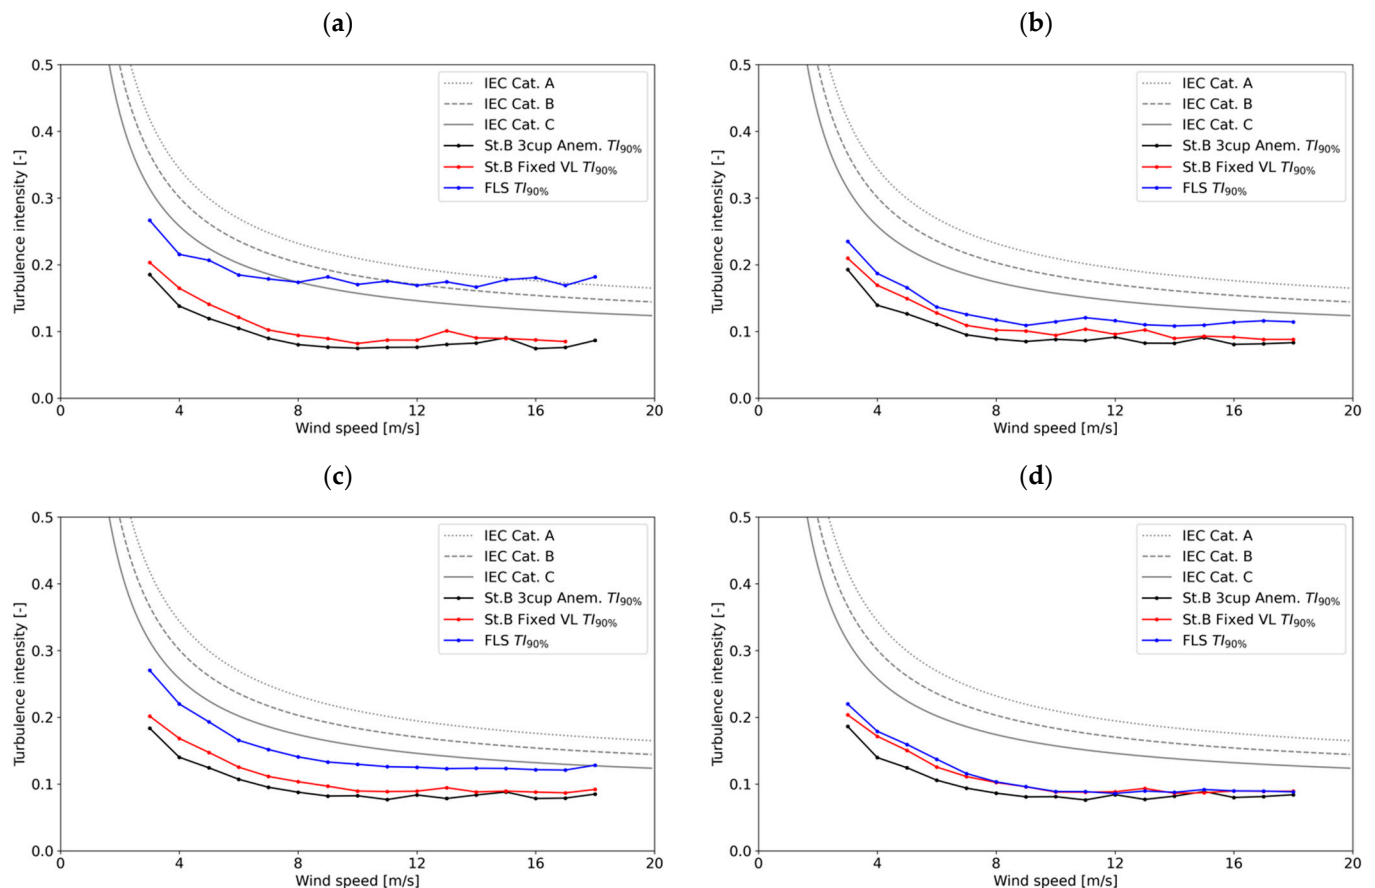 (a)
0.5
0.4
0.3
0.2
0.1
0.0
Turbulence intensity [-]
IEC Cat. A
IEC Cat. B
IEC Cat. C
St.B 3cup Anem. TI90%
St.B Fixed VL TI90%
FLS TI90%
0 4 8 12 16 20
Wind speed [m/s]
(b)
0.5
0.4
0.3
0.2
0.1
0.0
Turbulence intensity [-]
IEC Cat. A
IEC Cat. B
IEC Cat. C
St.B 3cup Anem. TI90%
St.B Fixed VL TI90%
FLS TI90%
0 4 8 12 16 20
Wind speed [m/s]
(c)
0.5
0.4
0.3
0.2
0.1
0.0
Turbulence intensity [-]
IEC Cat. A
IEC Cat. B
IEC Cat. C
St.B 3cup Anem. TI90%
St.B Fixed VL TI90%
FLS TI90%
0 4 8 12 16 20
Wind speed [m/s]
(d)
0.5
0.4
0.3
0.2
0.1
0.0
Turbulence intensity [-]
IEC Cat. A
IEC Cat. B
IEC Cat. C
St.B 3cup Anem. TI90%
St.B Fixed VL TI90%
FLS TI90%
0 4 8 12 16 20
Wind speed [m/s]